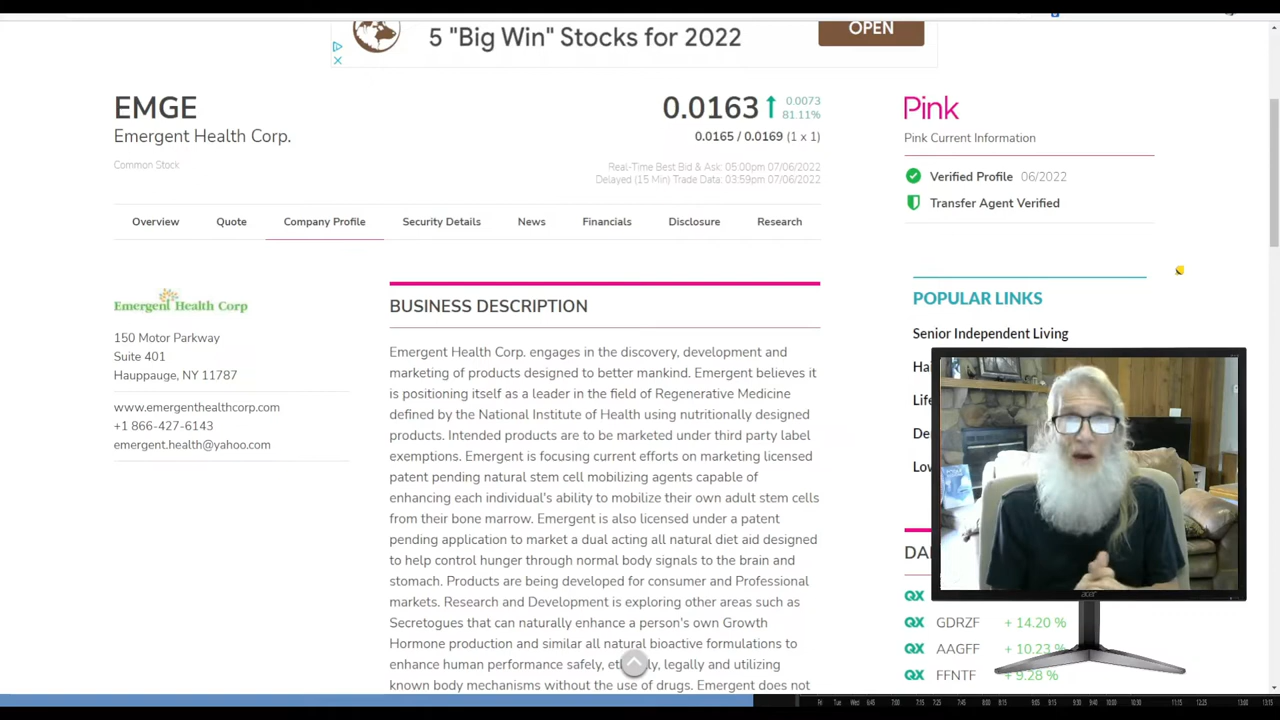 5 "Big Win" Stocks for 2022
OPEN
EMGE
Emergent Health Corp.
Common Stock
0.0163
0.0073
81.11%
0.0165 / 0.0169 (1 x 1)
Real-Time Best Bid & Ask: 05:00pm 07/06/2022
Delayed (15 Min) Trade Data: 03:59pm 07/06/2022
Pink
Pink Current Information
Verified Profile 06/2022
Transfer Agent Verified
Overview Quote Company Profile Security Details News Financials Disclosure Research
Emergent Health Corp
150 Motor Parkway
Suite 401
Hauppauge, NY 11787
www.emergenthealthcorp.com
+1 866-427-6143
emergent.health@yahoo.com
BUSINESS DESCRIPTION
Emergent Health Corp. engages in the discovery, development and
marketing of products designed to better mankind. Emergent believes it
is positioning itself as a leader in the field of Regenerative Medicine
defined by the National Institute of Health using nutritionally designed
products. Intended products are to be marketed under third party label
exemptions. Emergent is focusing current efforts on marketing licensed
patent pending natural stem cell mobilizing agents capable of
enhancing each individual's ability to mobilize their own adult stem cells
from their bone marrow. Emergent is also licensed under a patent
pending application to market a dual acting all natural diet aid designed
to help control hunger through normal body signals to the brain and
stomach. Products are being developed for consumer and Professional
markets. Research and Development is exploring other areas such as
Secretogues that can naturally enhance a person's own Growth
Hormone production and similar all natural bioactive formulations to
enhance human performance safely, legally and utilizing
known body mechanisms without the use of drugs. Emergent does not
POPULAR LINKS
Senior Independent Living
acer
QX
QX GDRZF + 14.20 %
QX AAGFF + 10.23 %
QX FFNTF + 9.28 %